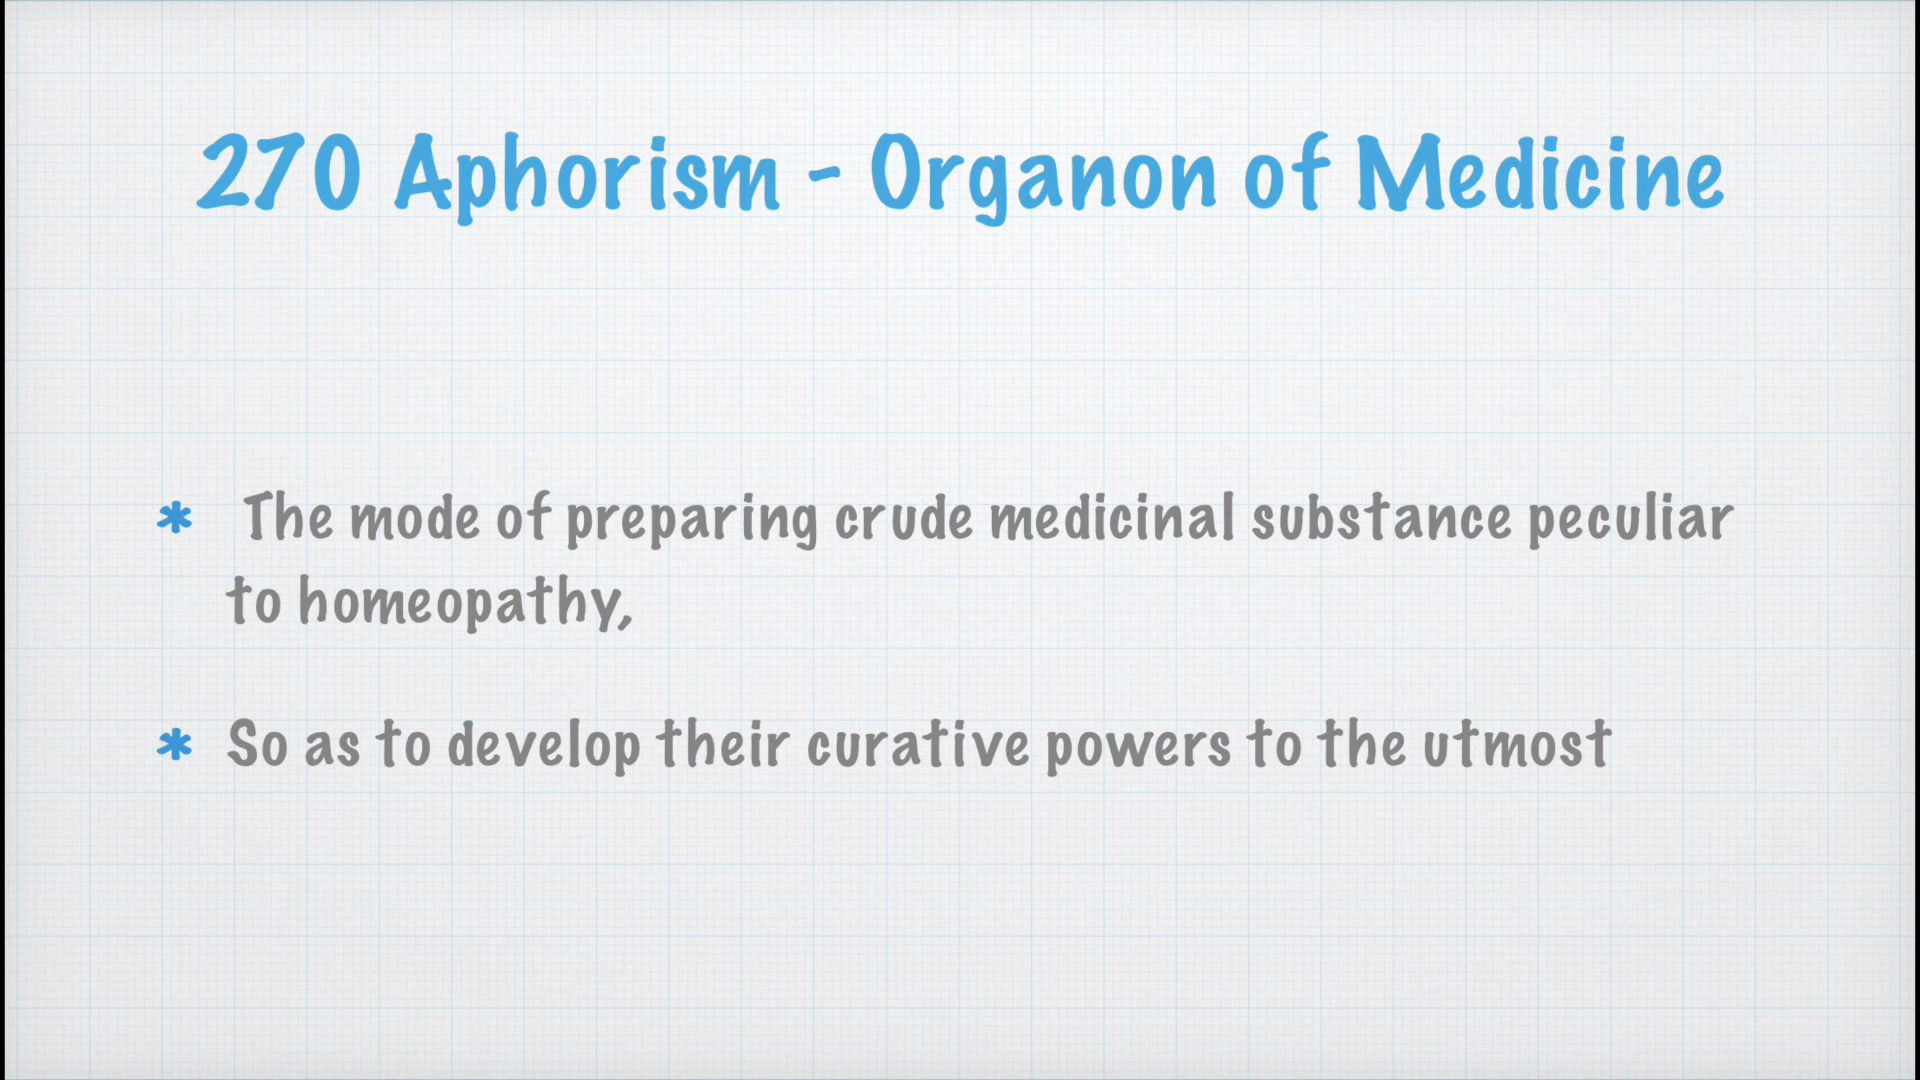 270 Aphorism - Organon of Medicine
* The mode of preparing crude medicinal substance peculiar
to homeopathy,
* So as to develop their curative powers to the utmost